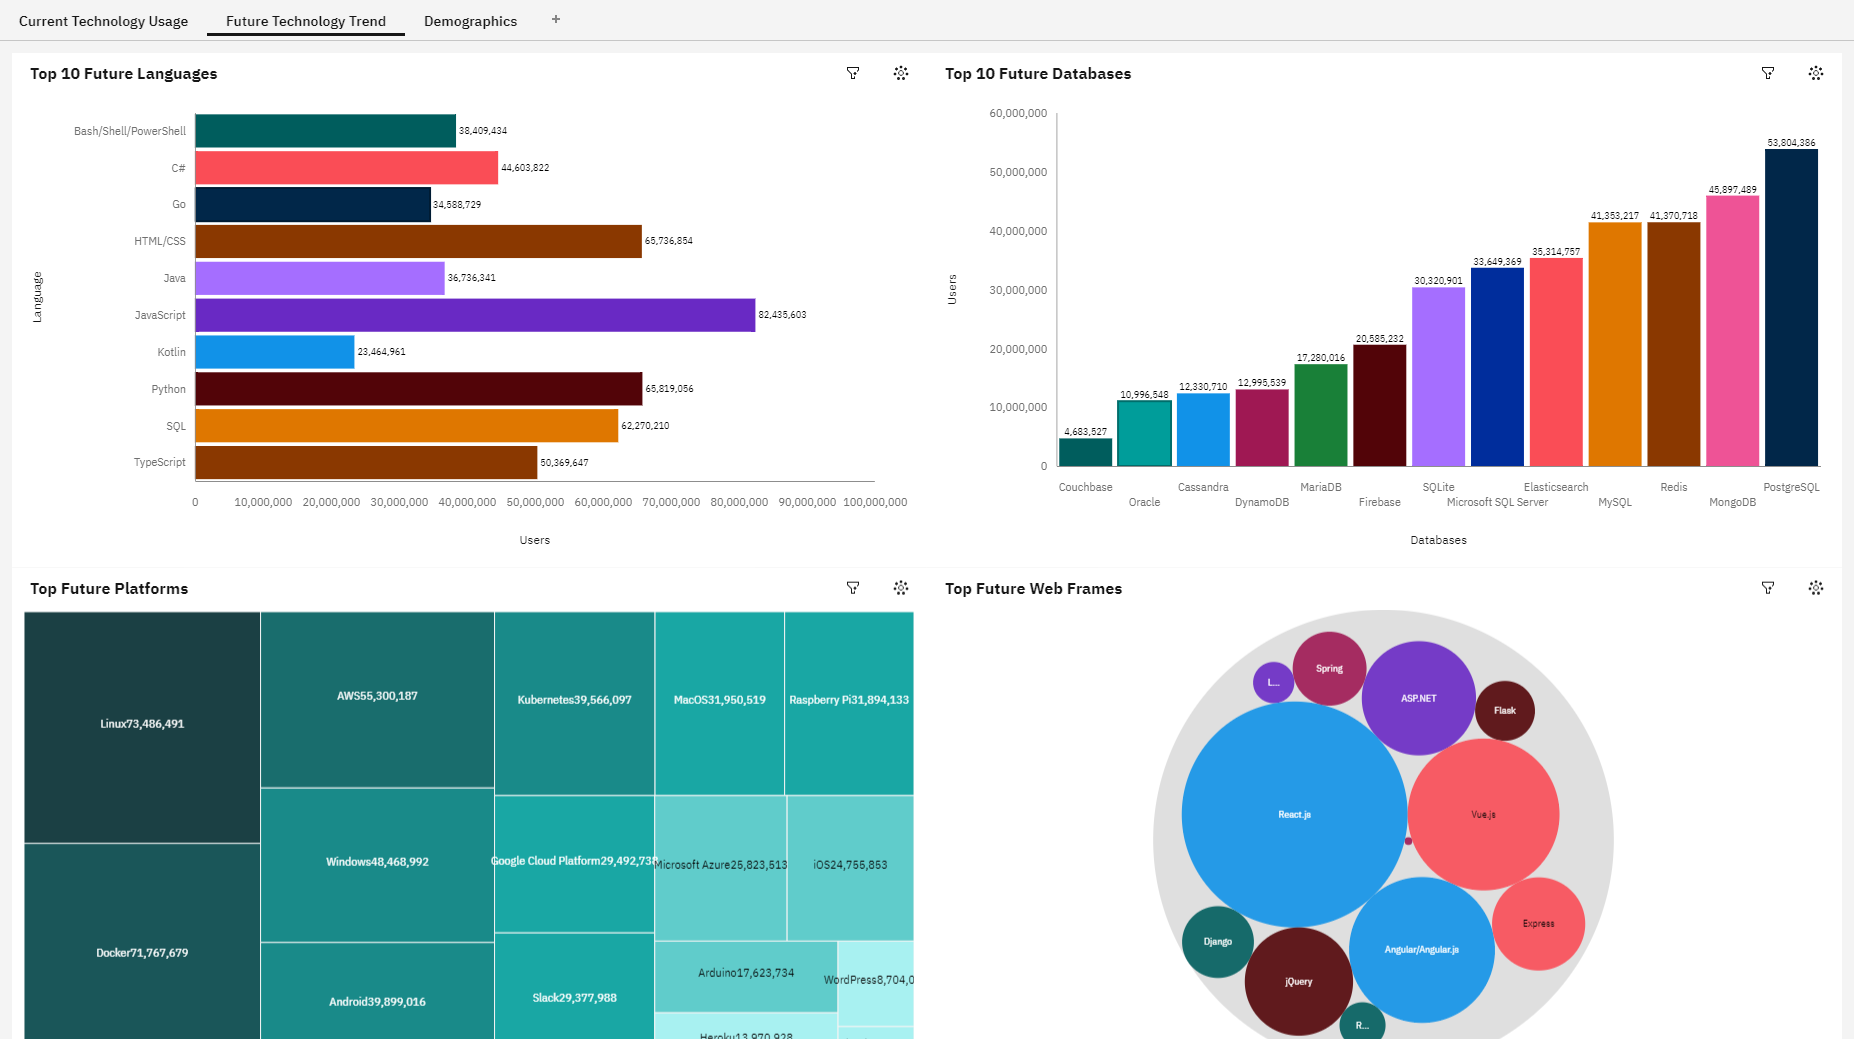 Current Technology Usage
Future Technology Trend
Demographics
+
Top 10 Future Languages
Language
Bash/Shell/PowerShell
38,409,434
C#
44,603,822
Go
34,588,729
HTML/CSS
65,736,854
Java
36,736,341
JavaScript
82,435,603
Kotlin
23,464,961
Python
65,819,056
SQL
62,270,210
TypeScript
50,369,647
0 10,000,000 20,000,000 30,000,000 40,000,000 50,000,000 60,000,000 70,000,000 80,000,000 90,000,000 100,000,000
Users
Top 10 Future Databases
Users
60,000,000
50,000,000
40,000,000
30,000,000
20,000,000
10,000,000
0
4,683,527
10,996,548
12,330,710
12,995,539
17,280,016
20,585,232
30,320,901
33,649,369
35,314,757
41,353,217
41,370,718
45,897,489
53,804,386
Couchbase
Oracle
Cassandra
DynamoDB
MariaDB
Firebase
SQLite
Microsoft SQL Server
Elasticsearch
MySQL
Redis
MongoDB
PostgreSQL
Databases
Top Future Platforms
Linux73,486,491
Docker71,767,679
AWS55,300,187
Windows48,468,992
Android39,899,016
Kubernetes39,566,097
Google Cloud Platform29,492,738
Slack29,377,988
MacOS31,950,519
Raspberry Pi31,894,133
Microsoft Azure25,823,513
iOS24,755,853
Arduino17,623,734
WordPress8,704,0
Heroku13,970,928
Top Future Web Frames
L...
Spring
ASP.NET
Flask
React.js
Vue.js
Express
Django
Angular/Angular.js
jQuery
R...